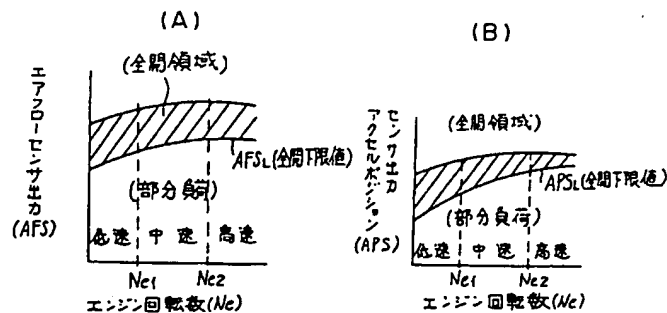 (A)
エアフローセンサ出力
(AFS)
(全開領域)
AFSL(全開下限値)
(部分負荷)
低速 中速 高速
Ne1 Ne2
エンジン回転数(Ne)
(B)
アクセルポジション
センサ出力
(APS)
(全開領域)
APSL(全開下限値)
(部分負荷)
低速 中速 高速
Ne1 Ne2
エンジン回転数(Ne)